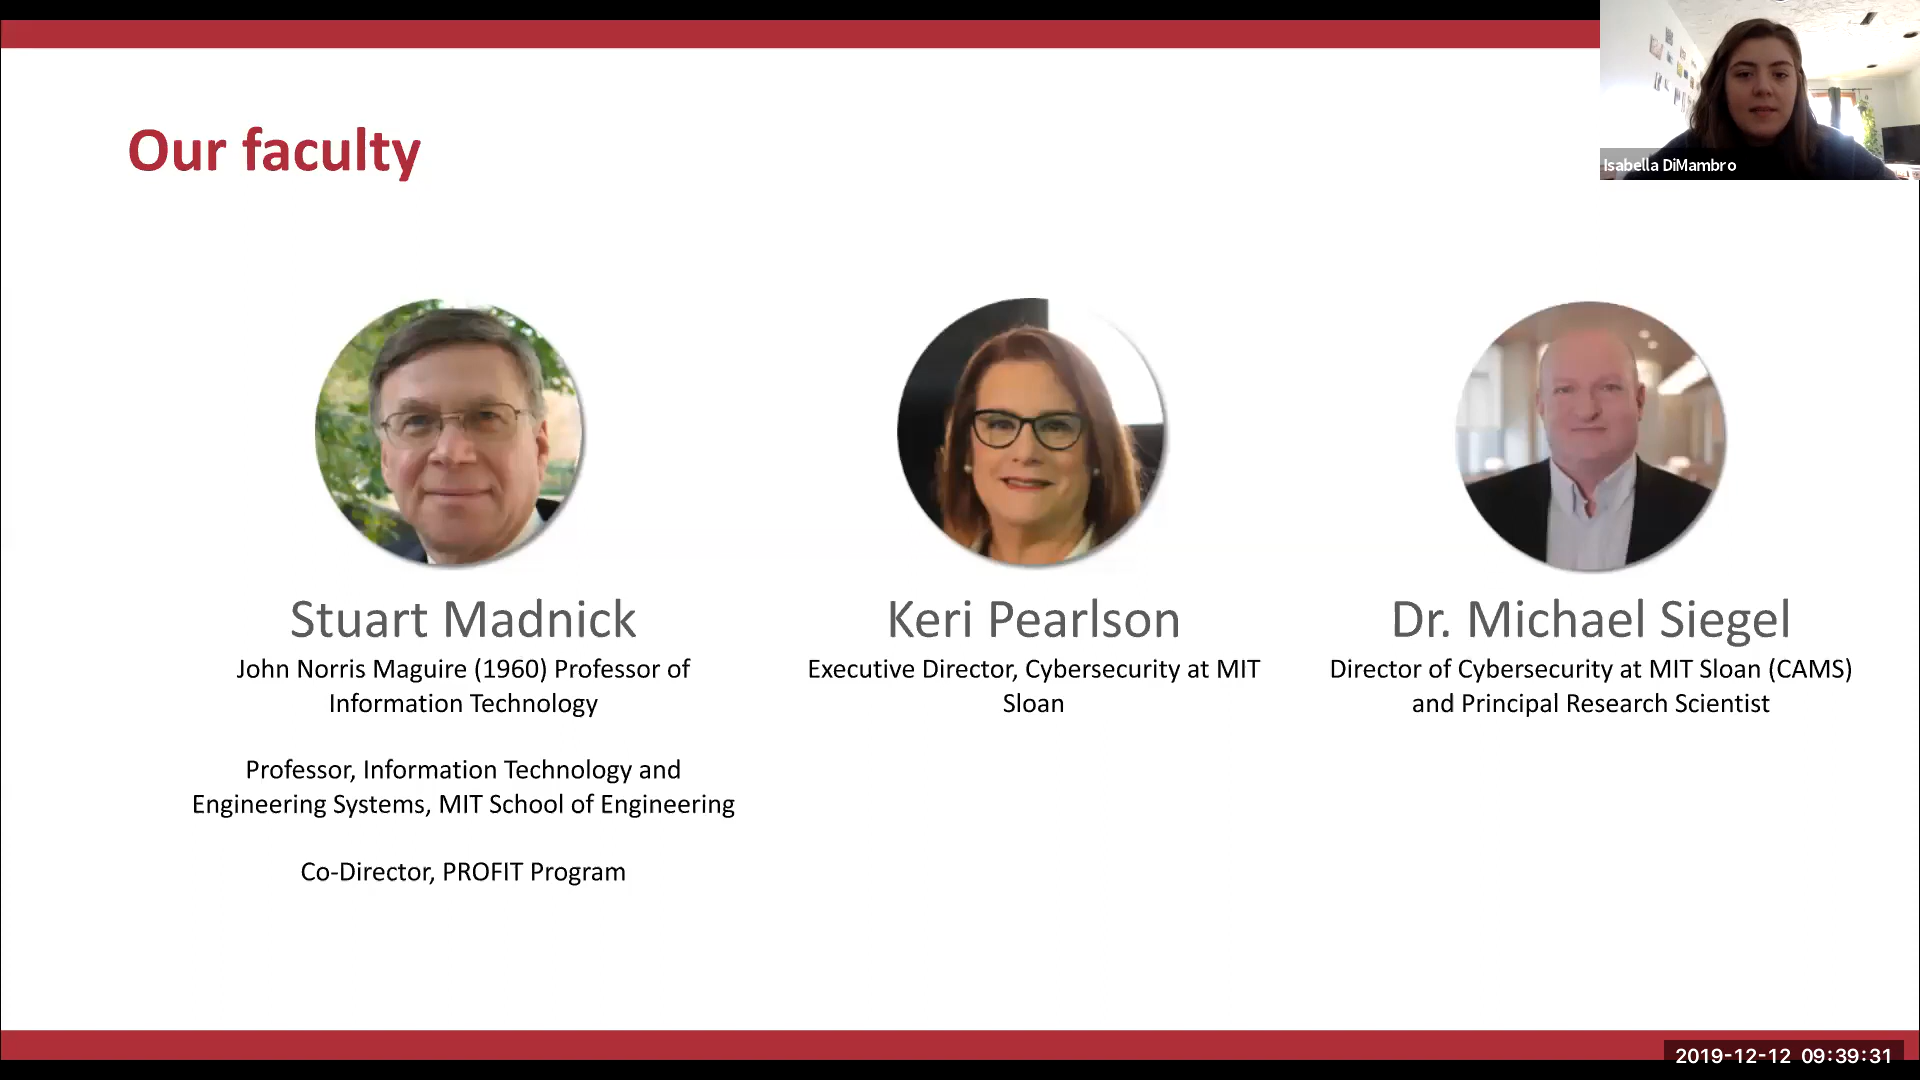 Our faculty
Isabella DiMambro
Stuart Madnick
John Norris Maguire (1960) Professor of
Information Technology
Professor, Information Technology and
Engineering Systems, MIT School of Engineering
Co-Director, PROFIT Program
Keri Pearlson
Executive Director, Cybersecurity at MIT
Sloan
Dr. Michael Siegel
Director of Cybersecurity at MIT Sloan (CAMS)
and Principal Research Scientist
2019-12-12 09:39:31